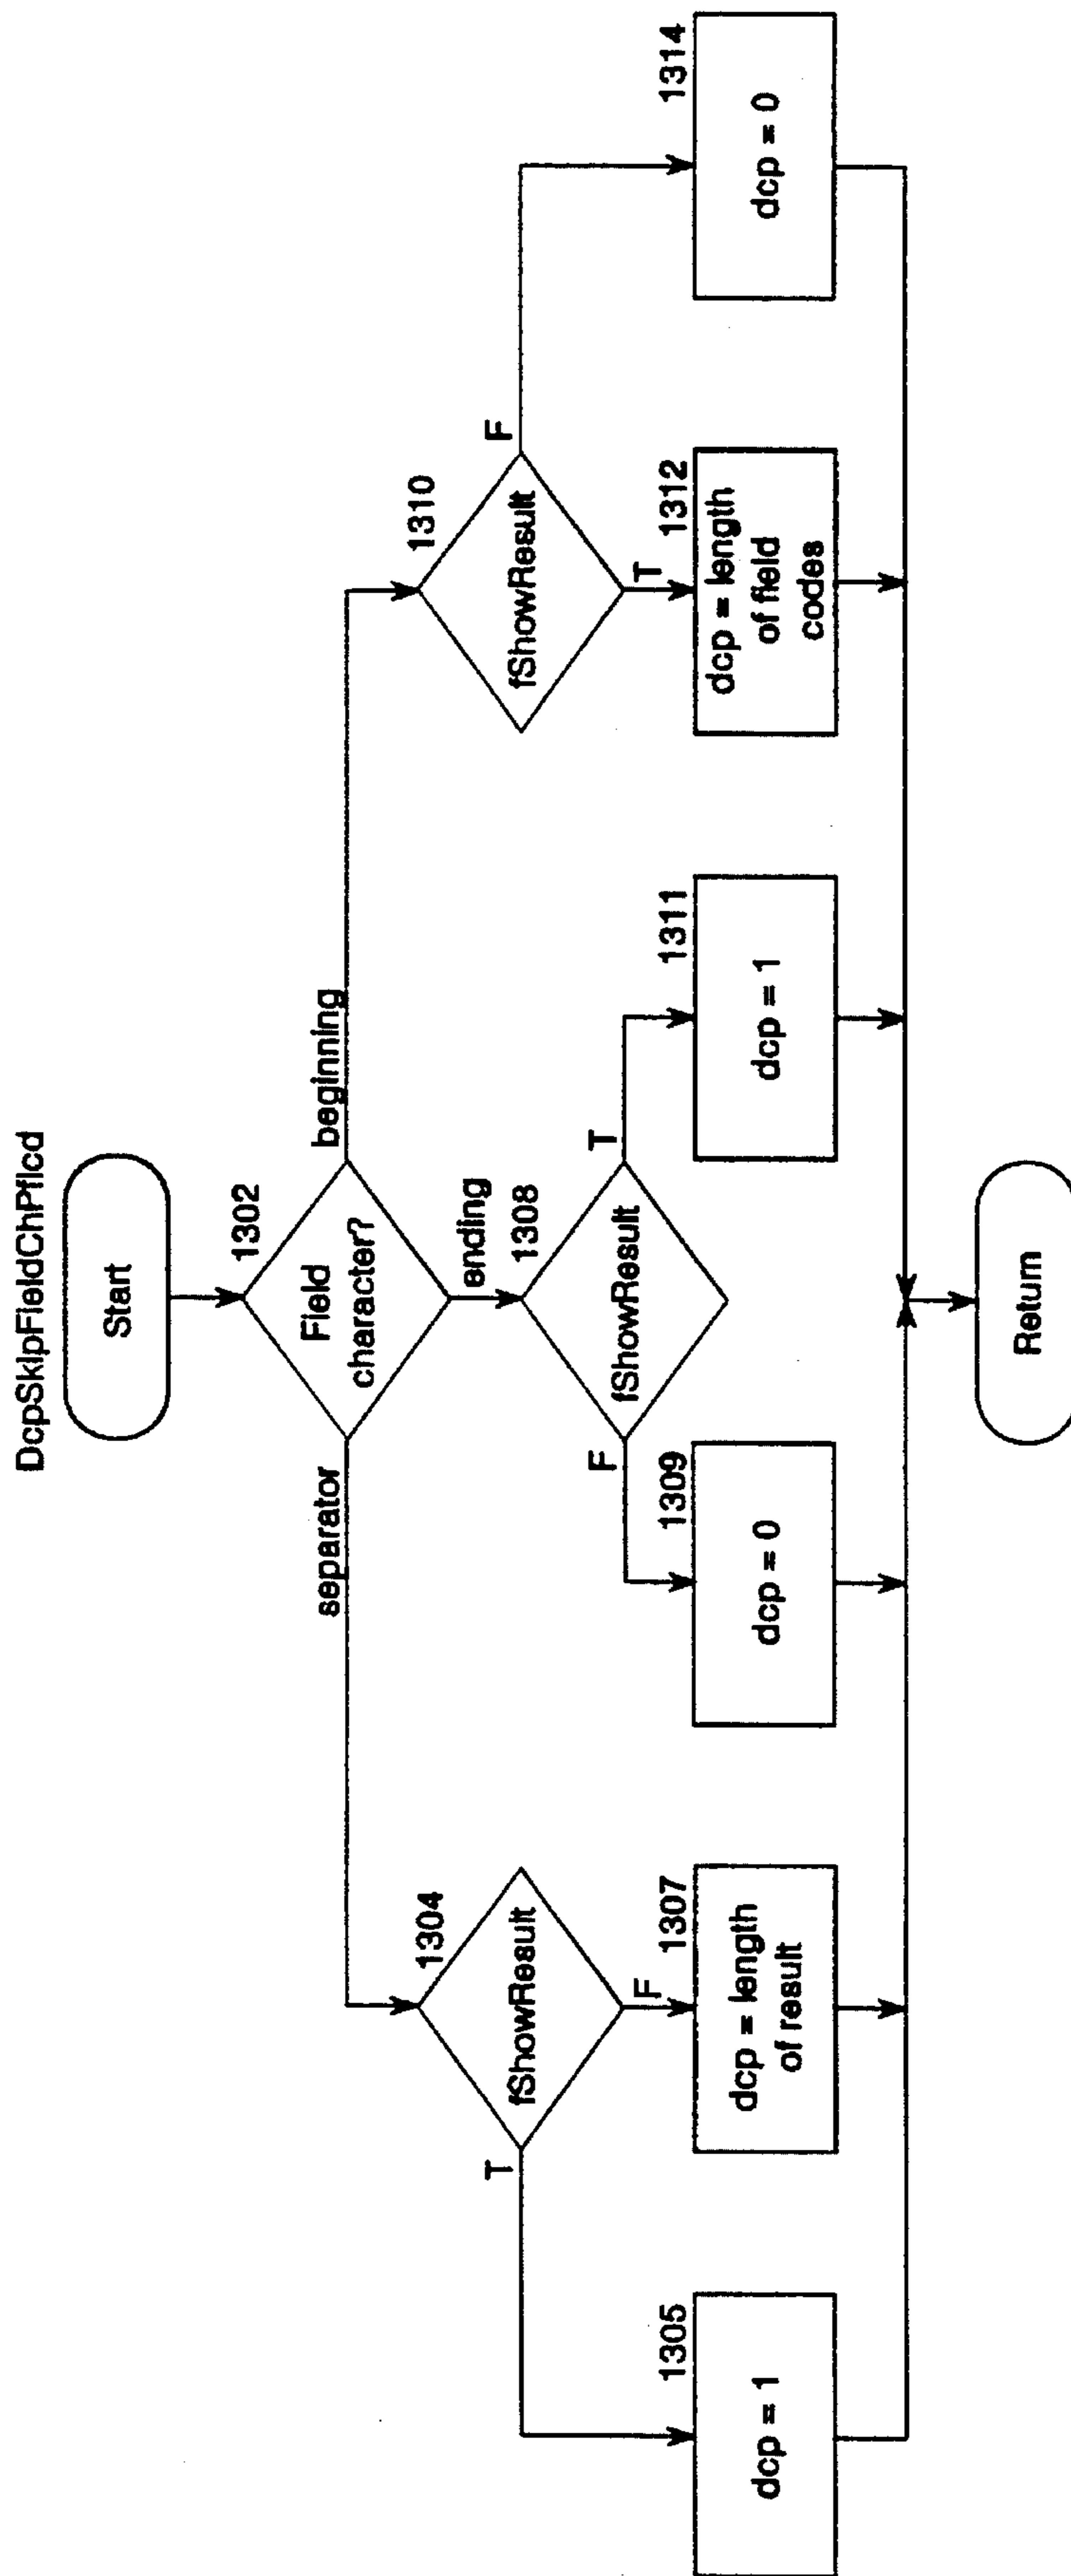 DcpSkipFieldChPflcd
Start
1302
Field
character?
separator
beginning
ending
1304
fShowResult
T
F
1308
fShowResult
F
T
1310
fShowResult
F
T
1305
dcp = 1
1307
dcp = length
of result
1309
dcp = 0
1311
dcp = 1
1312
dcp = length
of field
codes
1314
dcp = 0
Return